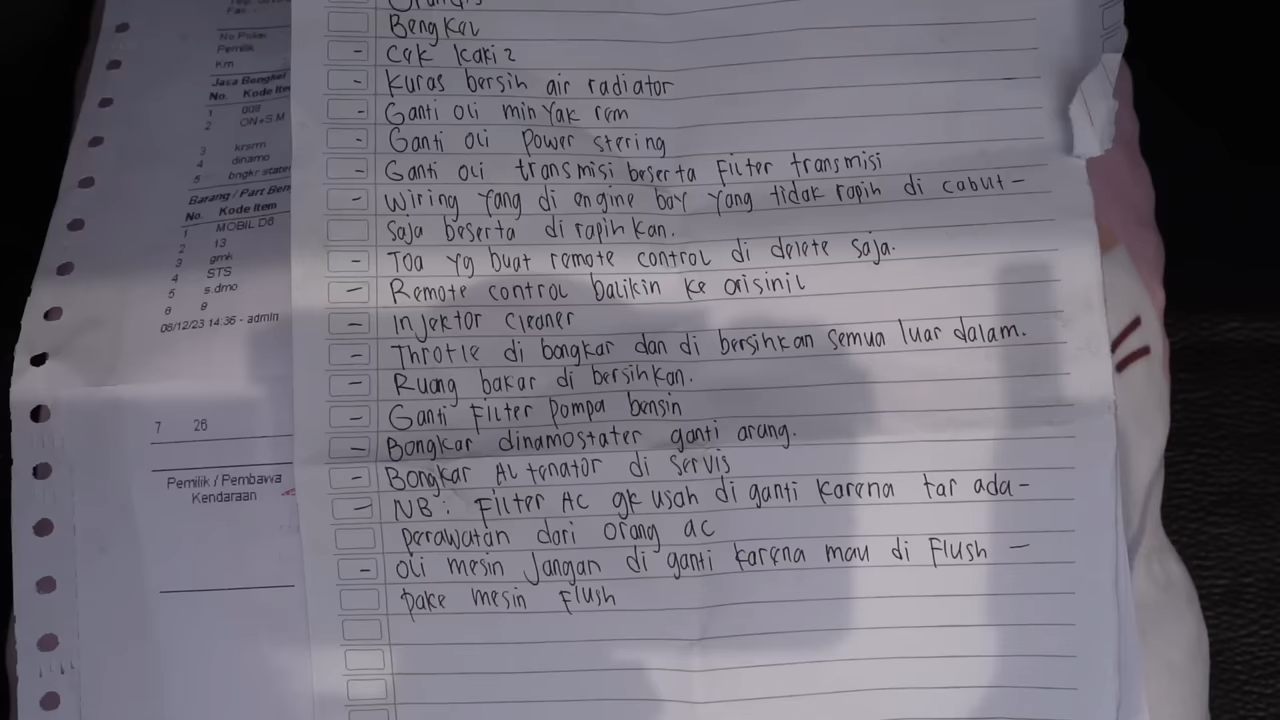 No Polisi
Pemilik
Km
Jasa Bengkel
No. Kode Item
1 008
2 ON+S.M
3 krsrm
4 dinamo
5
Barang / Part Ben
No. Kode Item
1 MOBIL D6
2 13
3 gmk
4 STS
5 s.dmo
6 9
08/12/23 14:36 - admin
7 26
Pemilik / Pembawa
Kendaraan
Bengkel
- Cek kaki2
- Kuras bersih air radiator
- Ganti oli minyak rem
- Ganti oli power stering
- Ganti oli transmisi beserta Filter transmisi
- Wiring yang di engine bay yang tidak rapih di cabut -
saja beserta di rapihkan.
- Toa yg buat remote control di delete saja.
- Remote control balikin ke orisinil
- Injektor cleaner
- Throtle di bongkar dan di bersihkan semua luar dalam.
- Ruang bakar di bersihkan.
- Ganti Filter pompa bensin
- Bongkar dinamostater ganti arang.
- Bongkar Altenator di servis
- NB: Filter AC gk usah di ganti karena tar ada -
perawatan dari orang ac
- Oli mesin jangan di ganti karena mau di Flush -
pake mesin Flush